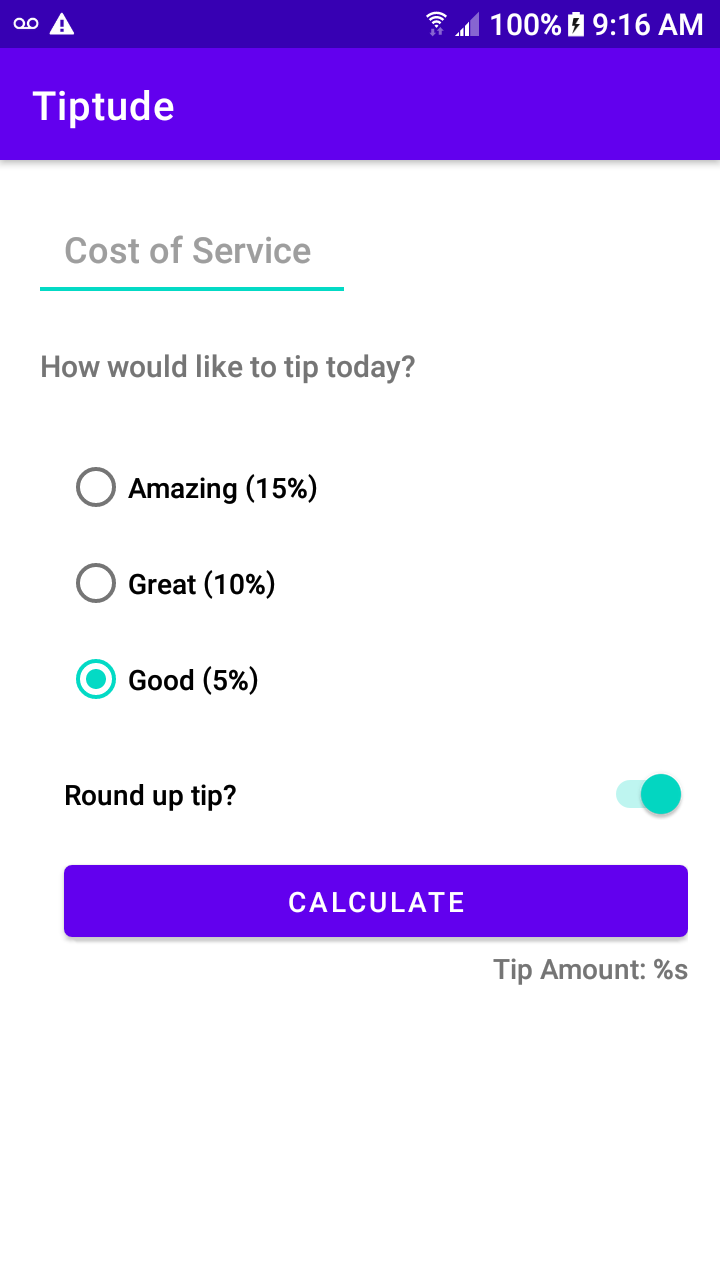 100% 9:16 AM
Tiptude
Cost of Service
How would like to tip today?
Amazing (15%)
Great (10%)
Good (5%)
Round up tip?
CALCULATE
Tip Amount: %s